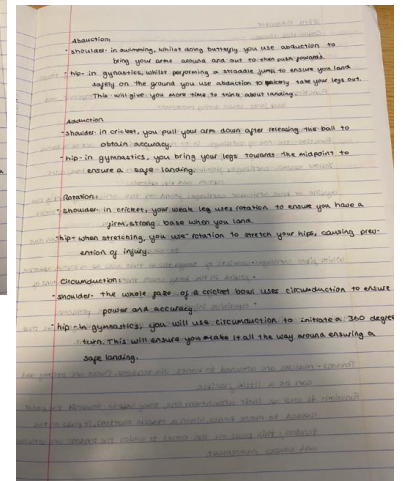 Abduction
- shoulder- in swimming, whilst doing butterfly you use abduction to
bring your arms around and out to then push forwards.
- hip- in gynastics, whilst performing a straddle jump to ensure you land
safely on the ground you use abduction to take your legs out.
This will give you more time to think about landing.
Adduction
- shoulder- in cricket, you pull your arm down after releasing the ball to
obtain accuracy.
- hip- in gymnastics, you bring your legs towards the midpoint to
ensure a safe landing.
Rotation:
- shoulder- in cricket, your weak leg uses rotation to ensure you have a
firm, strong base when you land.
- hip- when stretching, you use rotation to stretch your hips, causing prev-
ention of injury.
Circumduction:
- shoulder- the whole of a cricket bowl uses circumduction to ensure
power and accuracy.
- hip- in gymnastics, you will use circumduction to initiate a 360 degree
turn. This will ensure you make it all the way around ensuring a
safe landing.